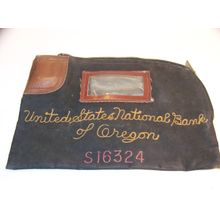 United States National Bank
of Oregon
S16324